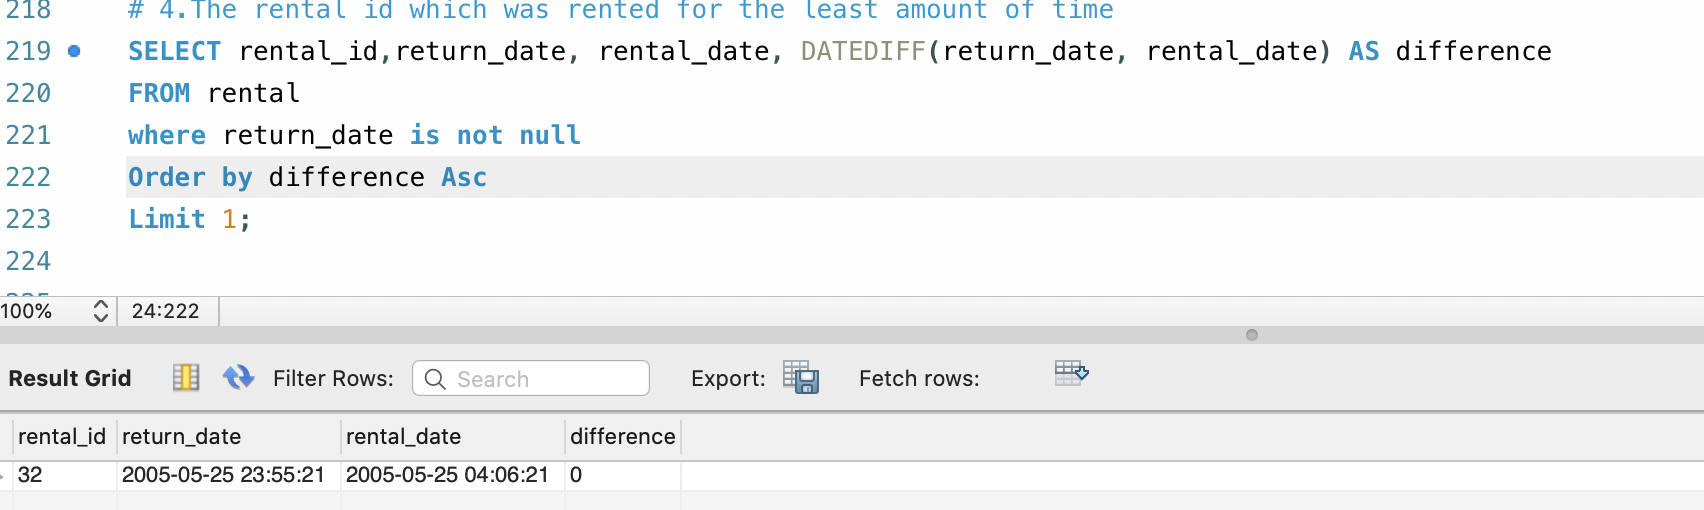 218 # 4.The rental id which was rented for the least amount of time
219 SELECT rental_id,return_date, rental_date, DATEDIFF(return_date, rental_date) AS difference
220 FROM rental
221 where return_date is not null
222 Order by difference Asc
223 Limit 1;
224
100% 24:222
Result Grid Filter Rows: Search Export: Fetch rows:
rental_id return_date rental_date difference
32 2005-05-25 23:55:21 2005-05-25 04:06:21 0